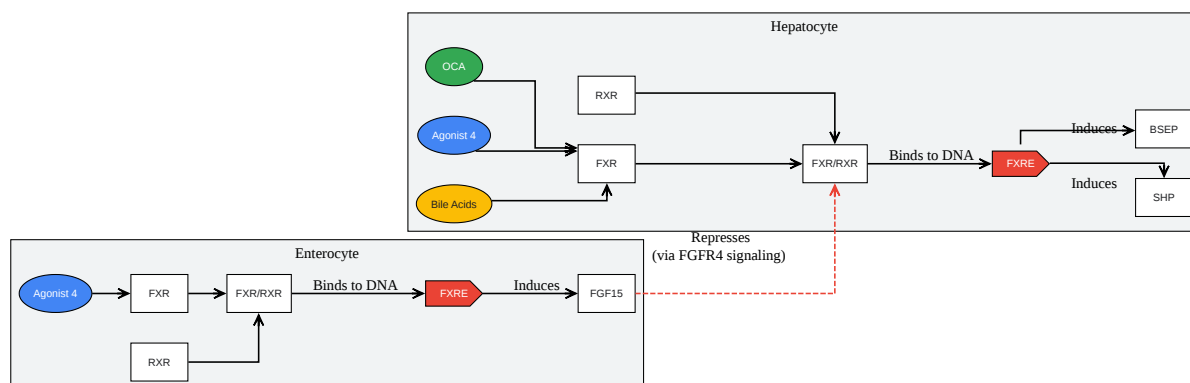 Hepatocyte
OCA
RXR
Agonist 4
FXR
FXR/RXR
Binds to DNA
FXRE
Induces
BSEP
Bile Acids
Induces
SHP
Represses
(via FGFR4 signaling)
Enterocyte
Agonist 4
FXR
FXR/RXR
Binds to DNA
FXRE
Induces
FGF15
RXR